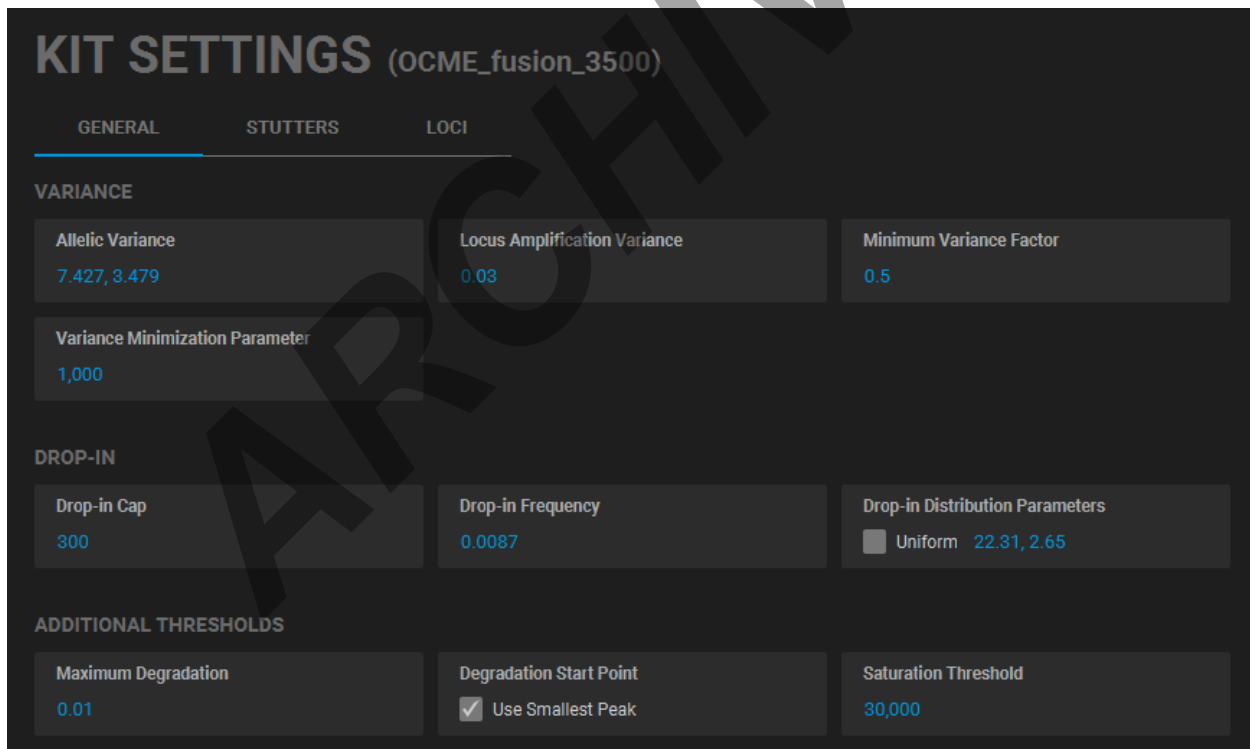 KIT SETTINGS (OCME_fusion_3500)
GENERAL STUTTERS LOCI
VARIANCE
Allelic Variance Locus Amplification Variance Minimum Variance Factor
7.427, 3.479 0.03 0.5
Variance Minimization Parameter
1,000
DROP-IN
Drop-in Cap Drop-in Frequency Drop-in Distribution Parameters
300 0.0087 Uniform 22.31, 2.65
ADDITIONAL THRESHOLDS
Maximum Degradation Degradation Start Point Saturation Threshold
0.01 Use Smallest Peak 30,000